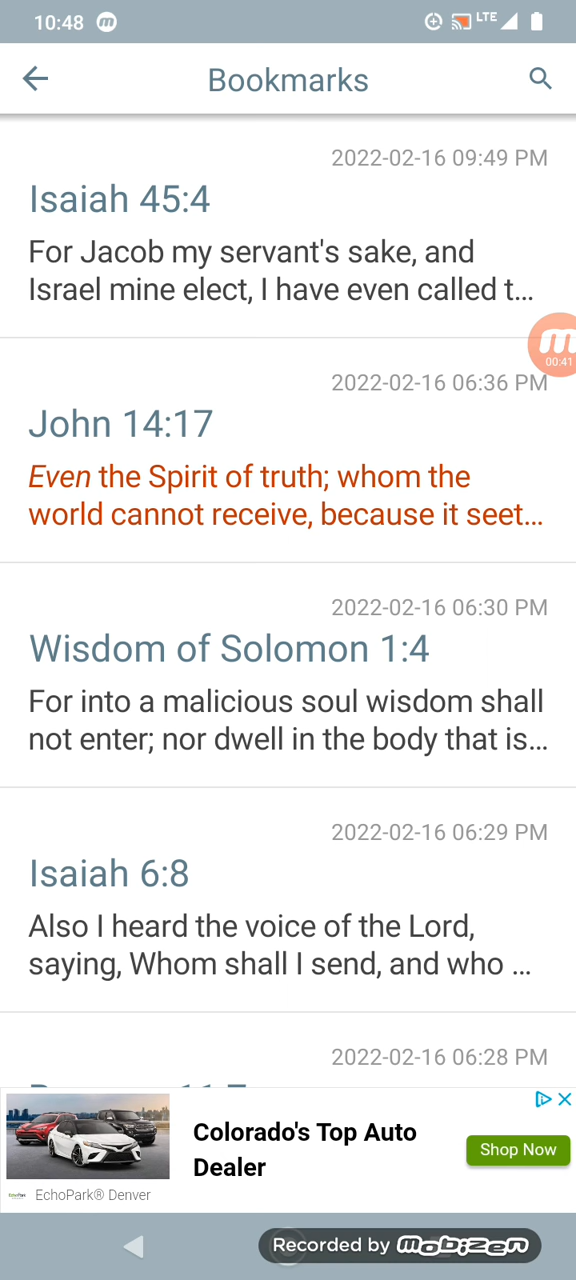 10:48
LTE
Bookmarks
2022-02-16 09:49 PM
Isaiah 45:4
For Jacob my servant's sake, and
Israel mine elect, I have even called t...
00:41
2022-02-16 06:36 PM
John 14:17
Even the Spirit of truth; whom the
world cannot receive, because it seet...
2022-02-16 06:30 PM
Wisdom of Solomon 1:4
For into a malicious soul wisdom shall
not enter; nor dwell in the body that is...
2022-02-16 06:29 PM
Isaiah 6:8
Also I heard the voice of the Lord,
saying, Whom shall I send, and who ...
2022-02-16 06:28 PM
Colorado's Top Auto
Dealer
Shop Now
EchoPark® Denver
Recorded by mobizen